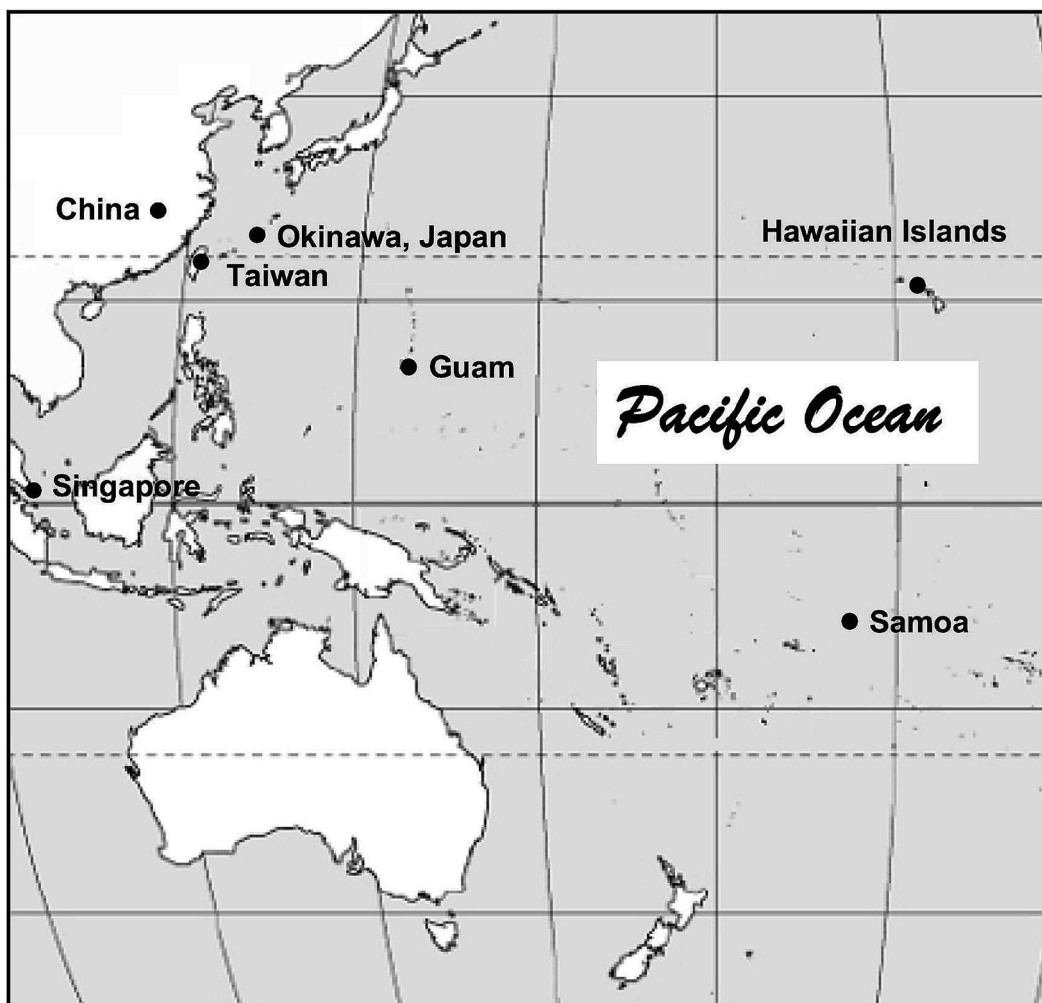 China
Okinawa, Japan
Hawaiian Islands
Taiwan
Guam
Pacific Ocean
Singapore
Samoa